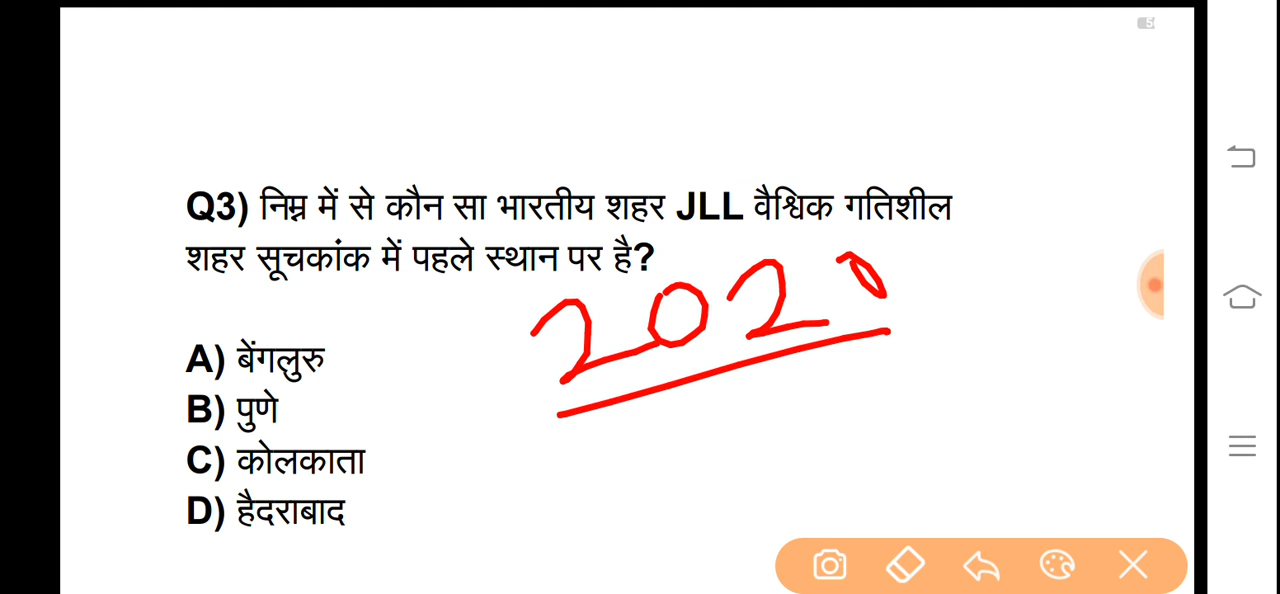 Q3) निम्न में से कौन सा भारतीय शहर JLL वैश्विक गतिशील
शहर सूचकांक में पहले स्थान पर है?
2020
A) बेंगलुरु
B) पुणे
C) कोलकाता
D) हैदराबाद